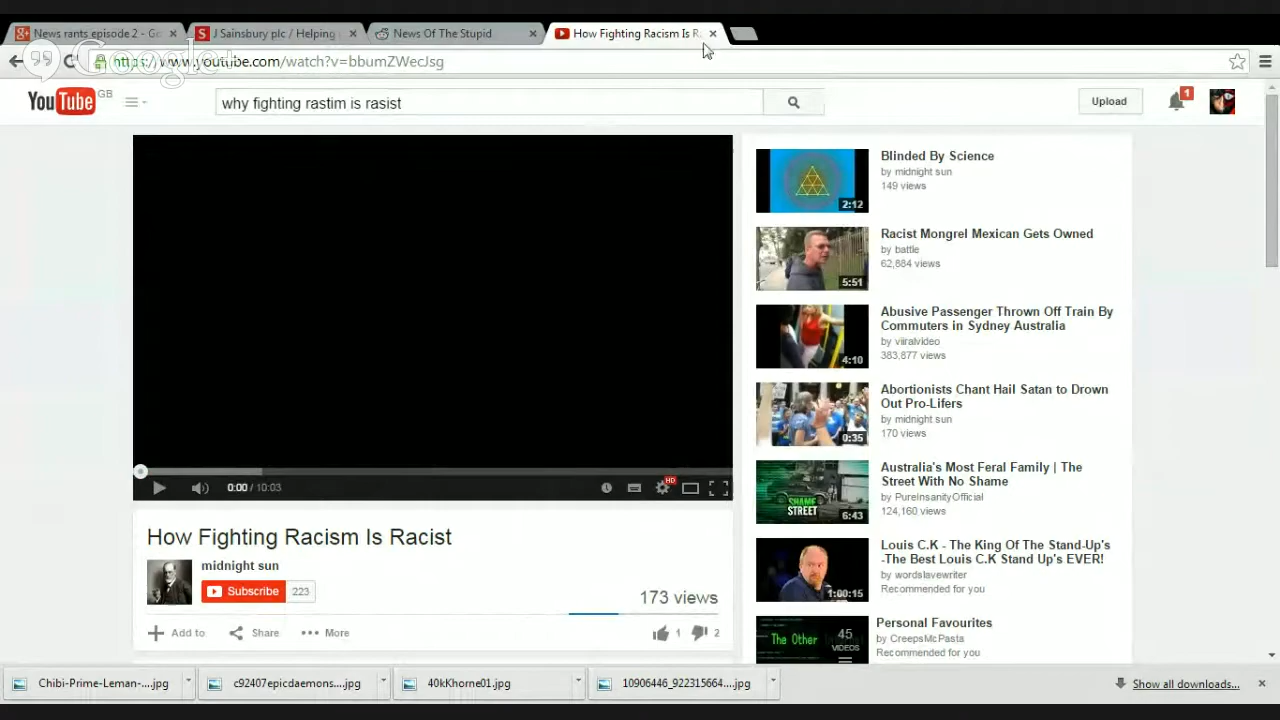 News rants episode 2 - Go
J Sainsbury plc / Helping
News Of The Stupid
How Fighting Racism Is R
Google+
https://www.youtube.com/watch?v=bbumZWecJsg
YouTube GB
why fighting rastim is rasist
Upload
1
Blinded By Science
by midnight sun
149 views
2:12
Racist Mongrel Mexican Gets Owned
by battle
62,884 views
5:51
Abusive Passenger Thrown Off Train By
Commuters in Sydney Australia
by viiralvideo
383,877 views
4:10
Abortionists Chant Hail Satan to Drown
Out Pro-Lifers
by midnight sun
170 views
0:35
Australia's Most Feral Family | The
Street With No Shame
by PureInsanityOfficial
124,160 views
SHAME
STREET
6:43
Louis C.K - The King Of The Stand-Up's
-The Best Louis C.K Stand Up's EVER!
by wordslavewriter
Recommended for you
1:00:15
Personal Favourites
by CreepsMcPasta
Recommended for you
The Other
45
VIDEOS
0:00 / 10:03
HD
How Fighting Racism Is Racist
midnight sun
Subscribe 223
173 views
Add to Share More
1 2
Chibi-Prime-Leman-....jpg
c92407epicdaemons....jpg
40kKhorne01.jpg
10906446_922315664....jpg
Show all downloads...